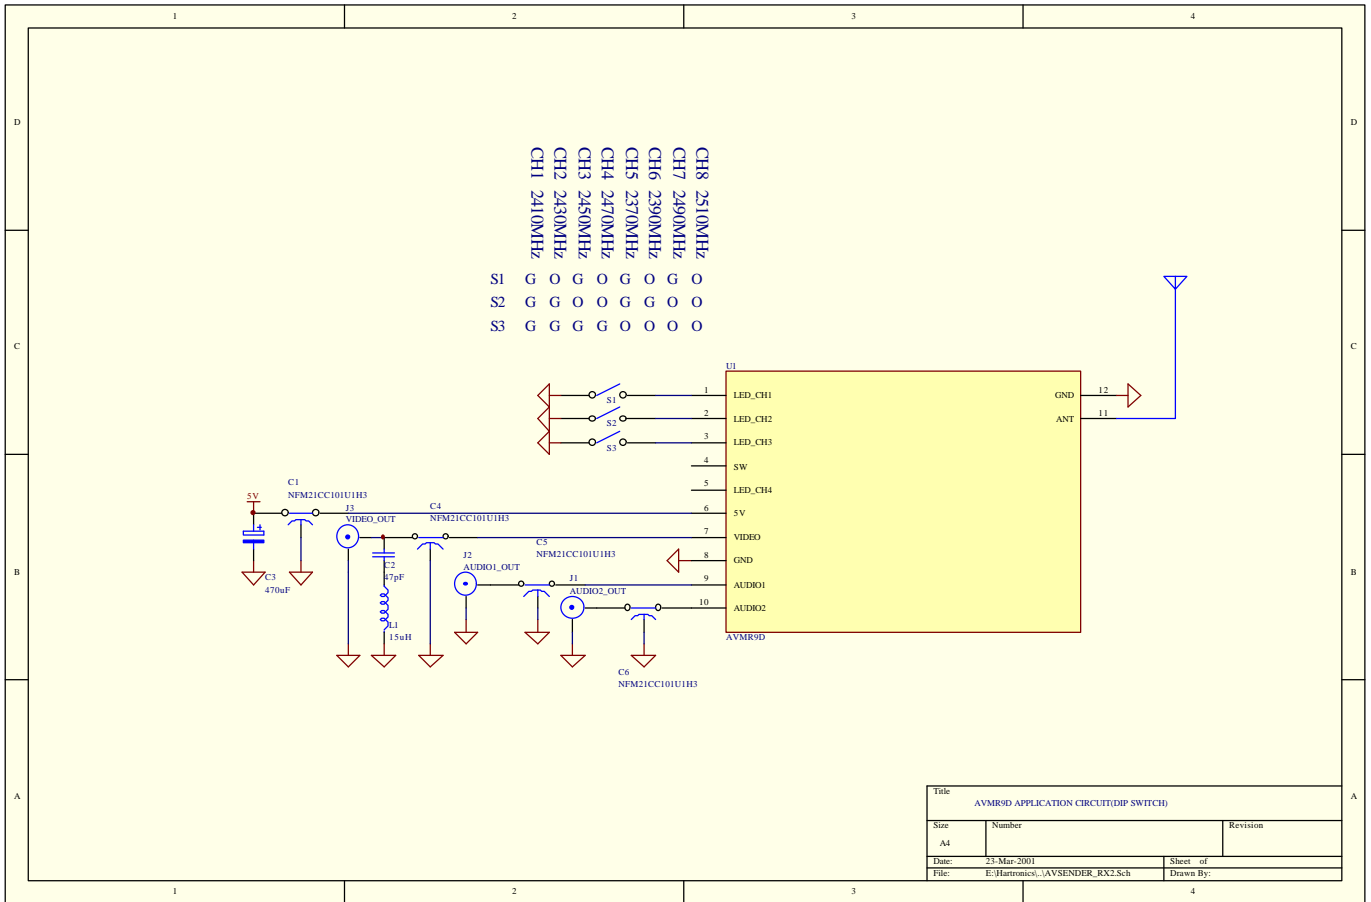 1 2 3 4
D D
CH1 2410MHz
CH2 2430MHz
CH3 2450MHz
CH4 2470MHz
CH5 2370MHz
CH6 2390MHz
CH7 2490MHz
CH8 2510MHz
S1 G O G O G O G O
S2 G G O O G G O O
S3 G G G G O O O O
C C
U1
S1 1 LED_CH1
S2 2 LED_CH2
S3 3 LED_CH3
4 SW
5 LED_CH4
6 5V
7 VIDEO
8 GND
9 AUDIO1
10 AUDIO2
GND 12
ANT 11
AVMR9D
5V
C1
NFM21CC101U1H3
J3
VIDEO_OUT
C4
NFM21CC101U1H3
C5
NFM21CC101U1H3
J2
AUDIO1_OUT
J1
AUDIO2_OUT
C3
470uF
C2
47pF
L1
15uH
C6
NFM21CC101U1H3
B B
A A
Title
AVMR9D APPLICATION CIRCUIT(DIP SWITCH)
Size Number Revision
A4
Date: 23-Mar-2001 Sheet of
File: E:\Hartronics\..\AVSENDER_RX2.Sch Drawn By:
1 2 3 4